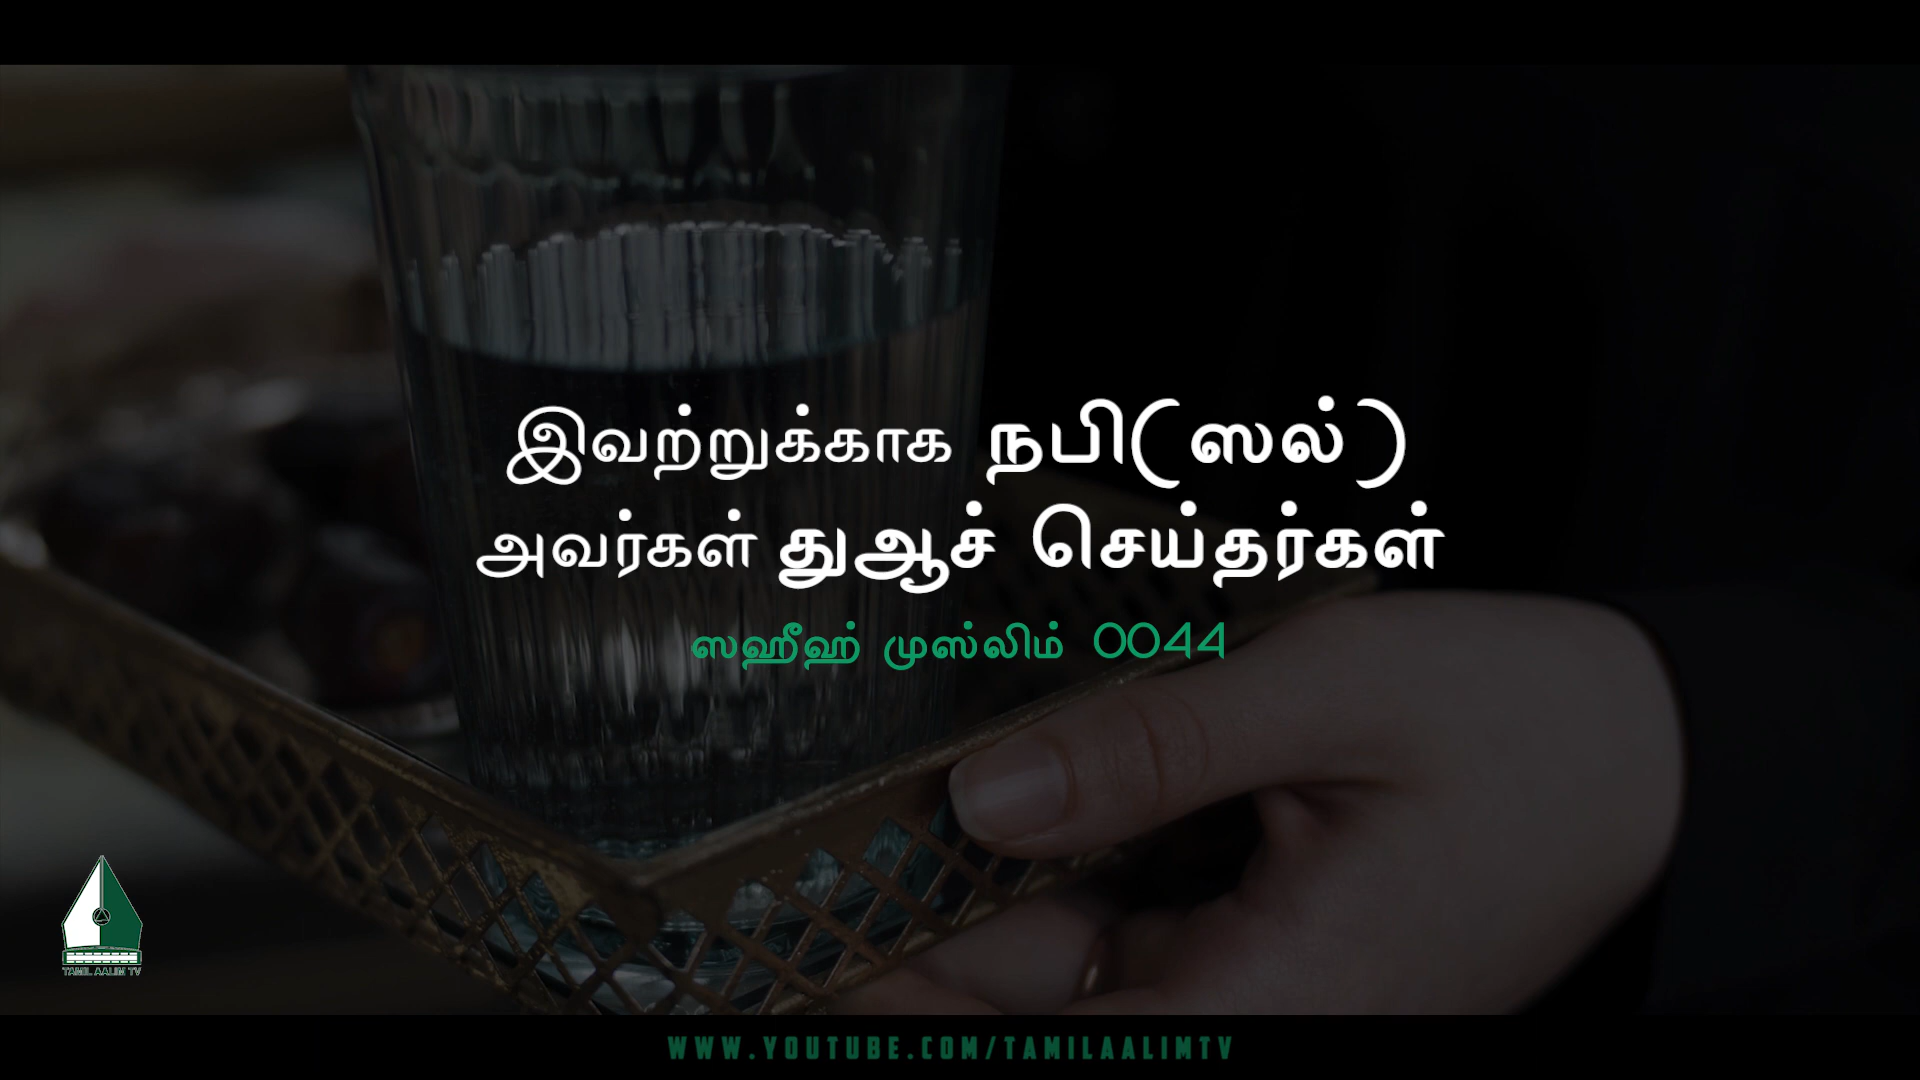 இவற்றுக்காக நபி(ஸல்)
அவர்கள் துஆச் செய்தர்கள்
ஸஹீஹ் முஸ்லிம் 0044
TAMIL AALIM TV
WWW.YOUTUBE.COM/TAMILAALIMTV